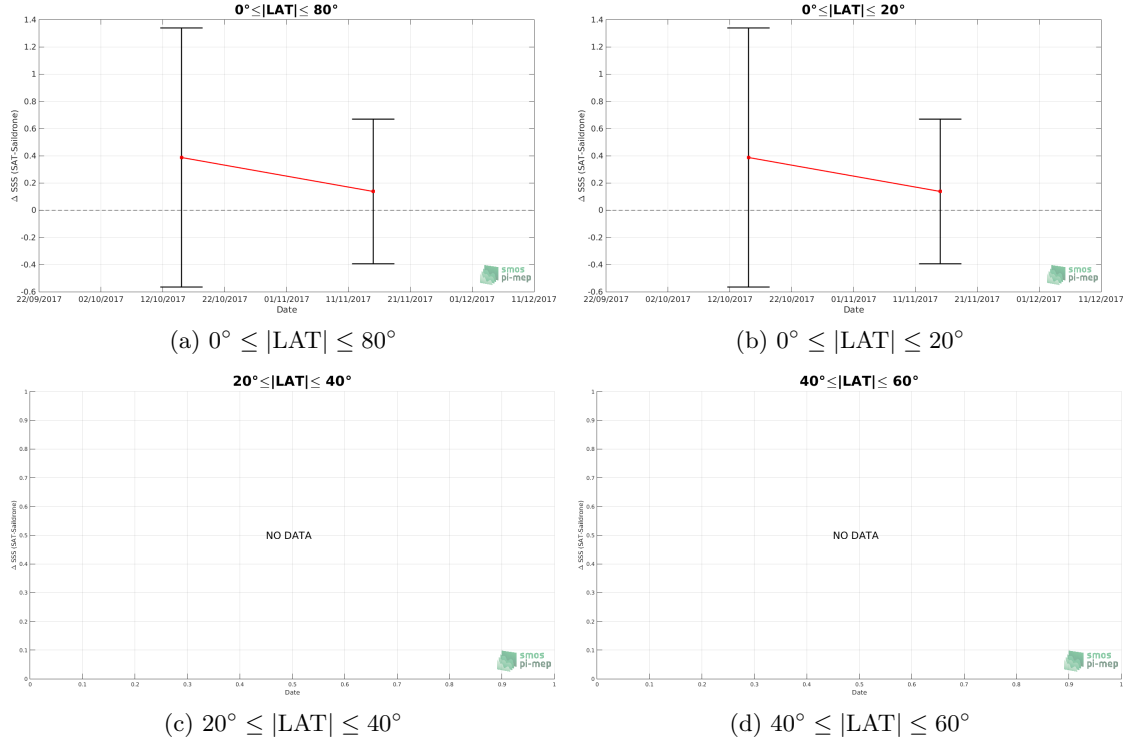 0°≤|LAT|≤ 80°
1.4
1.2
1
0.8
0.6
0.4
0.2
0
-0.2
-0.4
-0.6
Δ SSS (SAT-Saildrone)
22/09/2017 02/10/2017 12/10/2017 22/10/2017 01/11/2017 11/11/2017 21/11/2017 01/12/2017 11/12/2017
Date
smos
pi-mep
(a) 0° ≤ |LAT| ≤ 80°
0°≤|LAT|≤ 20°
1.4
1.2
1
0.8
0.6
0.4
0.2
0
-0.2
-0.4
-0.6
Δ SSS (SAT-Saildrone)
22/09/2017 02/10/2017 12/10/2017 22/10/2017 01/11/2017 11/11/2017 21/11/2017 01/12/2017 11/12/2017
Date
smos
pi-mep
(b) 0° ≤ |LAT| ≤ 20°
20°≤|LAT|≤ 40°
1
0.9
0.8
0.7
0.6
0.5
0.4
0.3
0.2
0.1
0
Δ SSS (SAT-Saildrone)
NO DATA
0 0.1 0.2 0.3 0.4 0.5 0.6 0.7 0.8 0.9 1
Date
smos
pi-mep
(c) 20° ≤ |LAT| ≤ 40°
40°≤|LAT|≤ 60°
1
0.9
0.8
0.7
0.6
0.5
0.4
0.3
0.2
0.1
0
Δ SSS (SAT-Saildrone)
NO DATA
0 0.1 0.2 0.3 0.4 0.5 0.6 0.7 0.8 0.9 1
Date
smos
pi-mep
(d) 40° ≤ |LAT| ≤ 60°